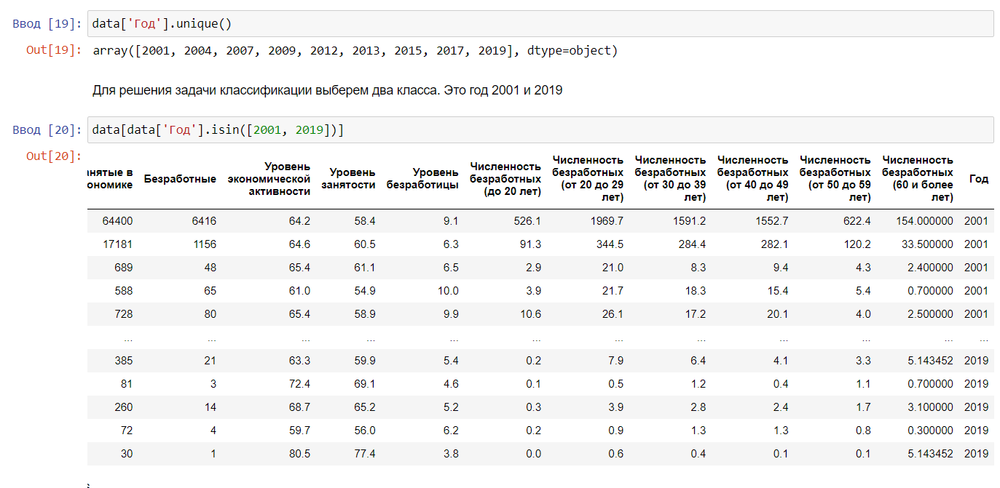 Ввод [19]: data['Год'].unique()
Out[19]: array([2001, 2004, 2007, 2009, 2012, 2013, 2015, 2017, 2019], dtype=object)
Для решения задачи классификации выберем два класса. Это год 2001 и 2019
Ввод [20]: data[data['Год'].isin([2001, 2019])]
Out[20]:
нятые в ономике Безработные Уровень экономической активности Уровень занятости Уровень безработицы Численность безработных (до 20 лет) Численность безработных (от 20 до 29 лет) Численность безработных (от 30 до 39 лет) Численность безработных (от 40 до 49 лет) Численность безработных (от 50 до 59 лет) Численность безработных (60 и более лет) Год
64400 6416 64.2 58.4 9.1 526.1 1969.7 1591.2 1552.7 622.4 154.000000 2001
17181 1156 64.6 60.5 6.3 91.3 344.5 284.4 282.1 120.2 33.500000 2001
689 48 65.4 61.1 6.5 2.9 21.0 8.3 9.4 4.3 2.400000 2001
588 65 61.0 54.9 10.0 3.9 21.7 18.3 15.4 5.4 0.700000 2001
728 80 65.4 58.9 9.9 10.6 26.1 17.2 20.1 4.0 2.500000 2001
... ... ... ... ... ... ... ... ... ... ... ...
385 21 63.3 59.9 5.4 0.2 7.9 6.4 4.1 3.3 5.143452 2019
81 3 72.4 69.1 4.6 0.1 0.5 1.2 0.4 1.1 0.700000 2019
260 14 68.7 65.2 5.2 0.3 3.9 2.8 2.4 1.7 3.100000 2019
72 4 59.7 56.0 6.2 0.2 0.9 1.3 1.3 0.8 0.300000 2019
30 1 80.5 77.4 3.8 0.0 0.6 0.4 0.1 0.1 5.143452 2019